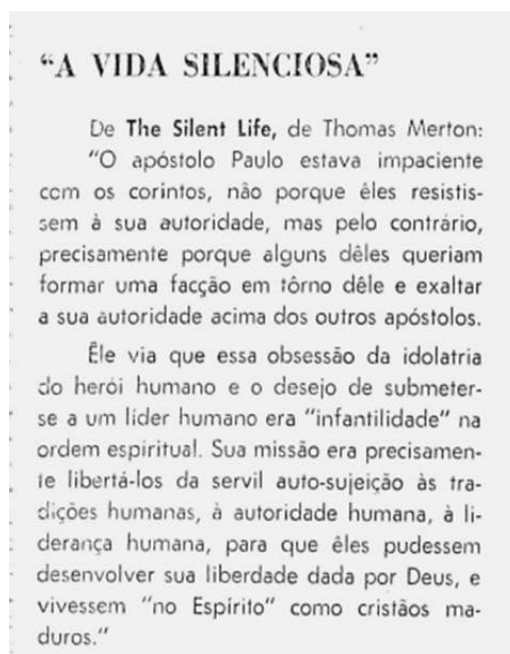 “A VIDA SILENCIOSA”
De The Silent Life, de Thomas Merton:
“O apóstolo Paulo estava impaciente
com os corintos, não porque êles resistis-
sem à sua autoridade, mas pelo contrário,
precisamente porque alguns dêles queriam
formar uma facção em tôrno dêle e exaltar
a sua autoridade acima dos outros apóstolos.
Êle via que essa obsessão da idolatria
do herói humano e o desejo de submeter-
se a um líder humano era “infantilidade” na
ordem espiritual. Sua missão era precisamen-
te libertá-los da servil auto-sujeição às tra-
dições humanas, à autoridade humana, à li-
derança humana, para que êles pudessem
desenvolver sua liberdade dada por Deus, e
vivessem “no Espírito” como cristãos ma-
duros.”